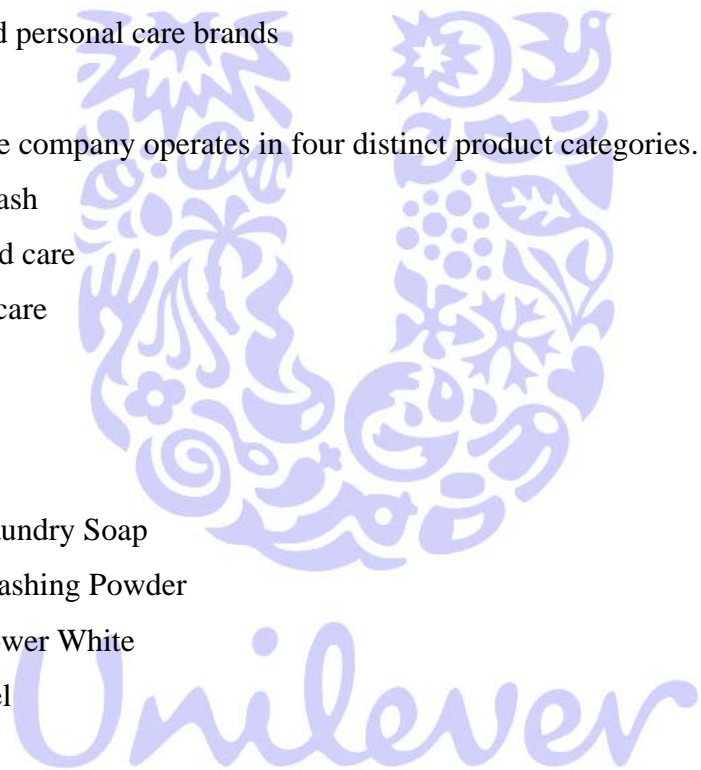 d personal care brands
e company operates in four distinct product categories.
ash
d care
care
undry Soap
ashing Powder
ower White
el
Unilever